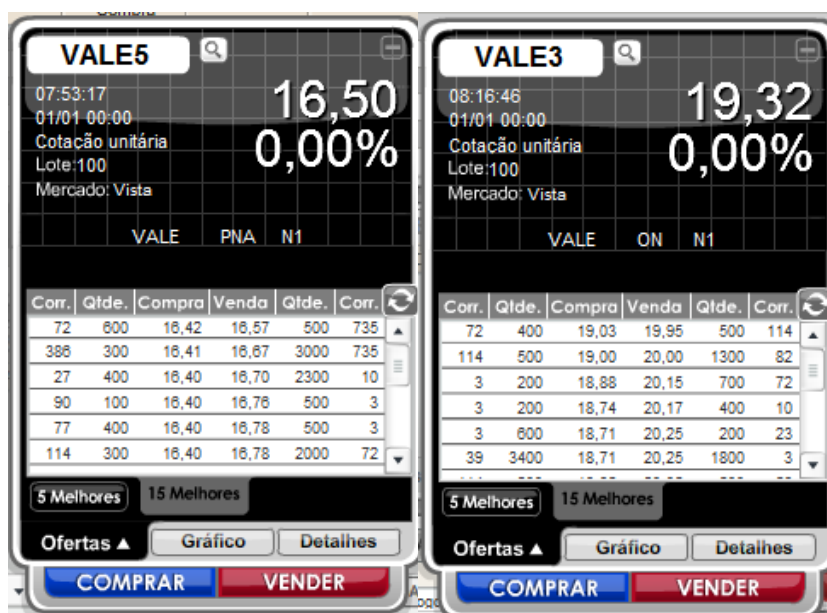 Compra
VALE5
07:53:17
01/01 00:00
16,50
Cotação unitária
0,00%
Lote:100
Mercado: Vista
VALE PNA N1
Corr. Qtde. Compra Venda Qtde. Corr.
72 600 16,42 16,57 500 735
386 300 16,41 16,67 3000 735
27 400 16,40 16,70 2300 10
90 100 16,40 16,76 500 3
77 400 16,40 16,78 500 3
114 300 16,40 16,78 2000 72
5 Melhores 15 Melhores
Ofertas ▲ Gráfico Detalhes
COMPRAR VENDER
VALE3
08:16:46
01/01 00:00
19,32
Cotação unitária
0,00%
Lote:100
Mercado: Vista
VALE ON N1
Corr. Qtde. Compra Venda Qtde. Corr.
72 400 19,03 19,95 500 114
114 500 19,00 20,00 1300 82
3 200 18,88 20,15 700 72
3 200 18,74 20,17 400 10
3 600 18,71 20,25 200 23
39 3400 18,71 20,25 1800 3
5 Melhores 15 Melhores
Ofertas ▲ Gráfico Detalhes
COMPRAR VENDER